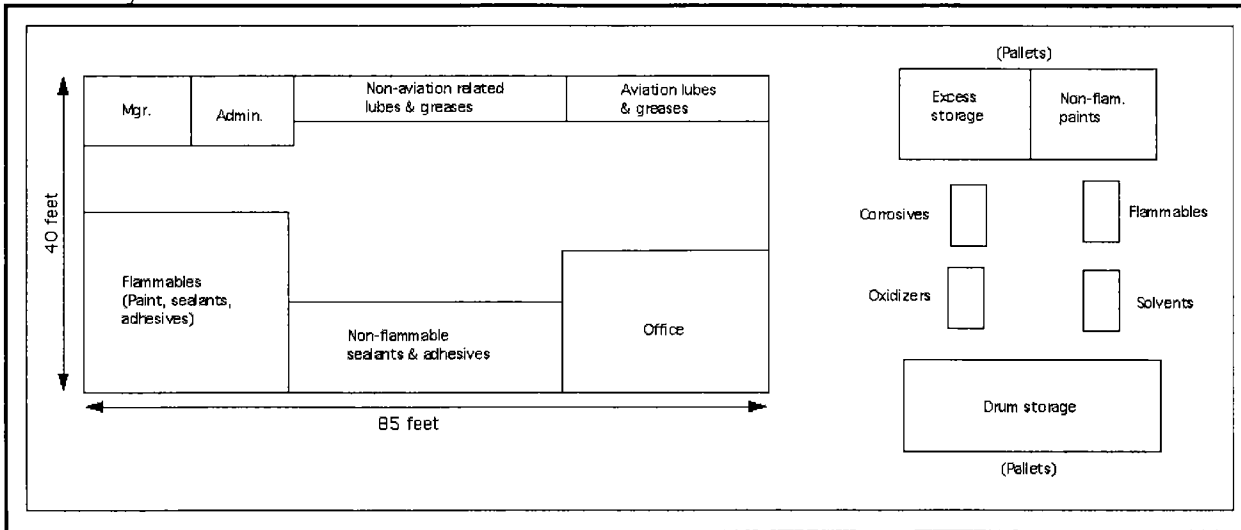 Mgr.
Admin.
Non-aviation related
lubes & greases
Aviation lubes
& greases
40 feet
Flammables
(Paint, sealants,
adhesives)
Non-flammable
sealants & adhesives
Office
85 feet
(Pallets)
Excess
storage
Non-flam.
paints
Corrosives
Flammables
Oxidizers
Solvents
Drum storage
(Pallets)